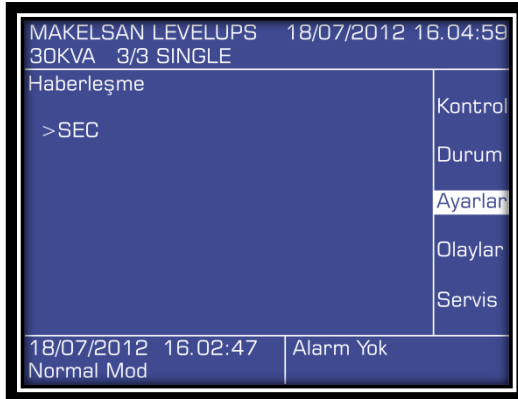 MAKELSAN LEVELUPS 18/07/2012 16.04:59
30KVA 3/3 SINGLE
Haberleşme
>SEC
Kontrol
Durum
Ayarlar
Olaylar
Servis
18/07/2012 16.02:47
Normal Mod
Alarm Yok